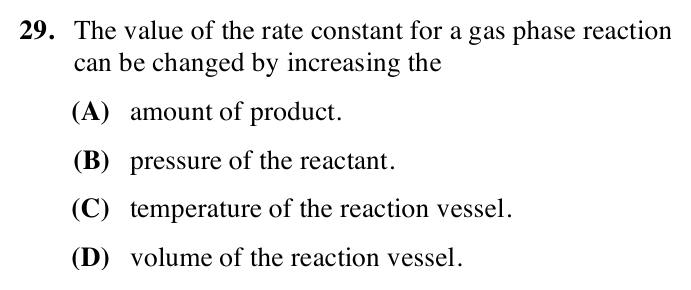 29. The value of the rate constant for a gas phase reaction
can be changed by increasing the
(A) amount of product.
(B) pressure of the reactant.
(C) temperature of the reaction vessel.
(D) volume of the reaction vessel.